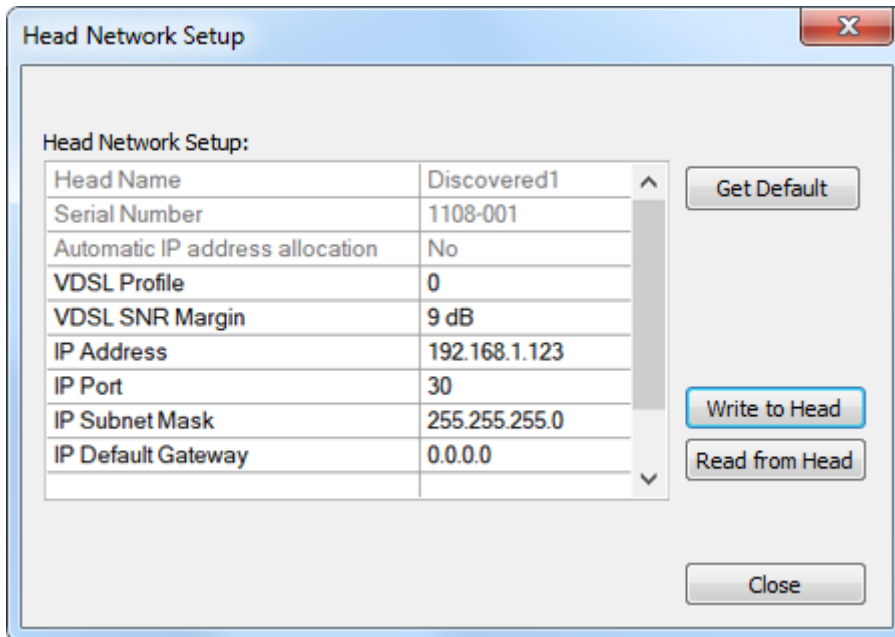 Head Network Setup
Head Network Setup:
Head Name Discovered1
Serial Number 1108-001
Automatic IP address allocation No
VDSL Profile 0
VDSL SNR Margin 9 dB
IP Address 192.168.1.123
IP Port 30
IP Subnet Mask 255.255.255.0
IP Default Gateway 0.0.0.0
Get Default
Write to Head
Read from Head
Close